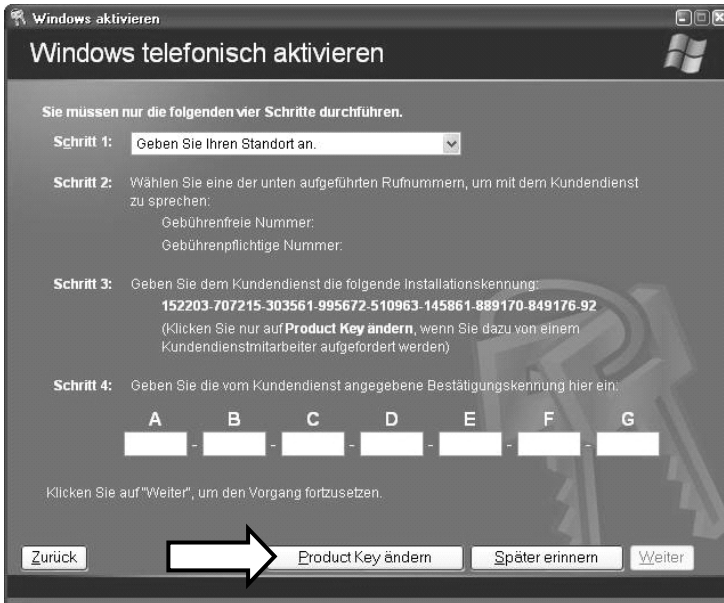 Windows aktivieren
Windows telefonisch aktivieren
Sie müssen nur die folgenden vier Schritte durchführen.
Schritt 1: Geben Sie Ihren Standort an.
Schritt 2: Wählen Sie eine der unten aufgeführten Rufnummern, um mit dem Kundendienst
zu sprechen:
Gebührenfreie Nummer:
Gebührenpflichtige Nummer:
Schritt 3: Geben Sie dem Kundendienst die folgende Installationskennung:
152203-707215-303561-995672-510963-145861-889170-849176-92
(Klicken Sie nur auf Product Key ändern, wenn Sie dazu von einem
Kundendienstmitarbeiter aufgefordert werden)
Schritt 4: Geben Sie die vom Kundendienst angegebene Bestätigungskennung hier ein:
A B C D E F G
- - - - - -
Klicken Sie auf "Weiter", um den Vorgang fortzusetzen.
Zurück Product Key ändern Später erinnern Weiter